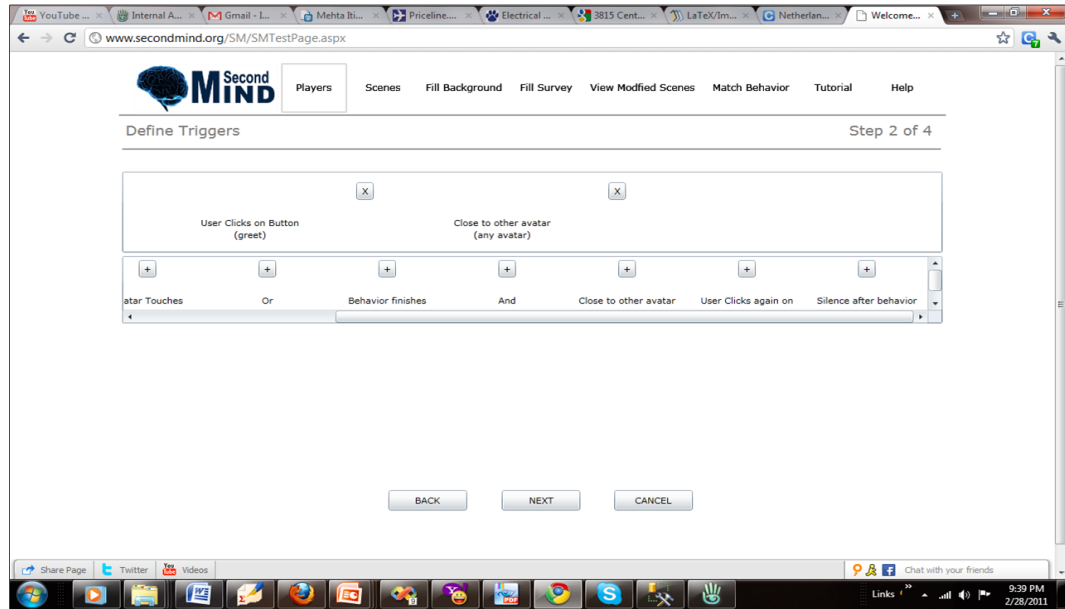 YouTube ...
Internal A...
Gmail - I...
Mehta Iti...
Priceline....
Electrical ...
3815 Cent...
LaTeX/Im...
Netherlan...
Welcome...
www.secondmind.org/SM/SMTestPage.aspx
Second
MIND
Players
Scenes
Fill Background
Fill Survey
View Modfied Scenes
Match Behavior
Tutorial
Help
Define Triggers
Step 2 of 4
X
X
User Clicks on Button
(greet)
Close to other avatar
(any avatar)
+ + + + + + +
atar Touches
Or
Behavior finishes
And
Close to other avatar
User Clicks again on
Silence after behavior
BACK
NEXT
CANCEL
Share Page
Twitter
You
Tube
Videos
Chat with your friends
Links
9:39 PM
2/28/2011